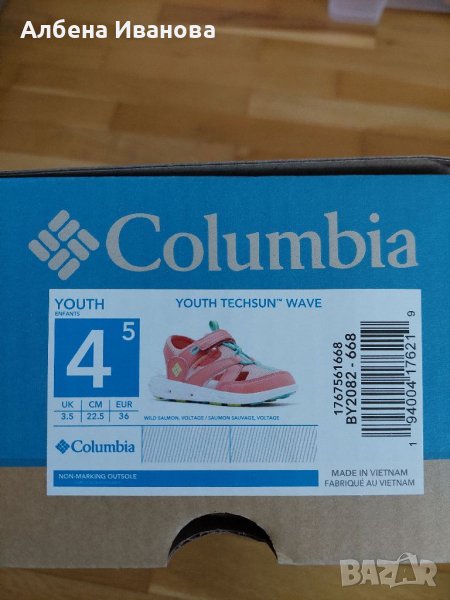 Албена Иванова
Columbia
YOUTH
ENFANTS
4 5
UK CM EUR
3.5 22.5 36
Columbia
NON-MARKING OUTSOLE
YOUTH TECHSUN™ WAVE
WILD SALMON, VOLTAGE / SAUMON SAUVAGE, VOLTAGE
1767561668
BY2082 - 668
1 94004 17621 9
MADE IN VIETNAM
FABRIQUÉ AU VIETNAM
BAZAR